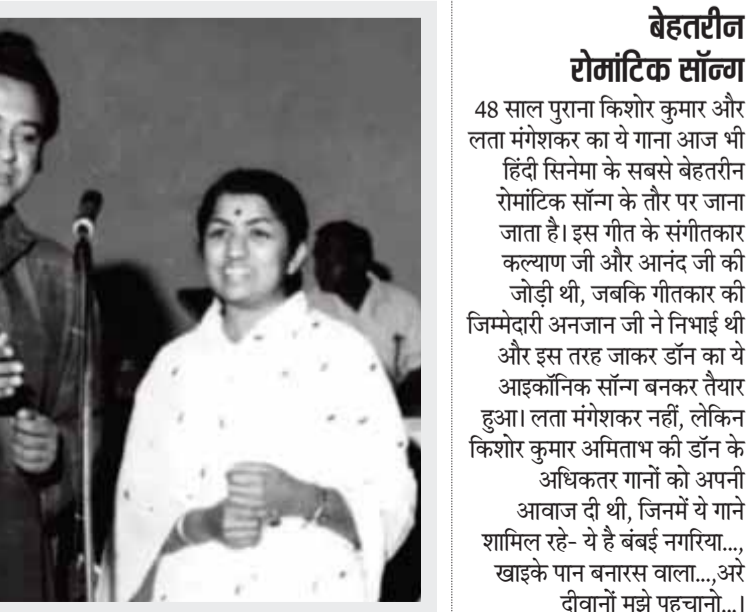 बेहतरीन
रोमांटिक सॉन्ग
48 साल पुराना किशोर कुमार और
लता मंगेशकर का ये गाना आज भी
हिंदी सिनेमा के सबसे बेहतरीन
रोमांटिक सॉन्ग के तौर पर जाना
जाता है। इस गीत के संगीतकार
कल्याण जी और आनंद जी की
जोड़ी थी, जबकि गीतकार की
जिम्मेदारी अनजान जी ने निभाई थी
और इस तरह जाकर डॉन का ये
आइकॉनिक सॉन्ग बनकर तैयार
हुआ। लता मंगेशकर नहीं, लेकिन
किशोर कुमार अमिताभ की डॉन के
अधिकतर गानों को अपनी
आवाज दी थी, जिनमें ये गाने
शामिल रहे- ये है बंबई नगरिया...,
खाइके पान बनारस वाला...,अरे
दीवानों मुझे पहचानो...।